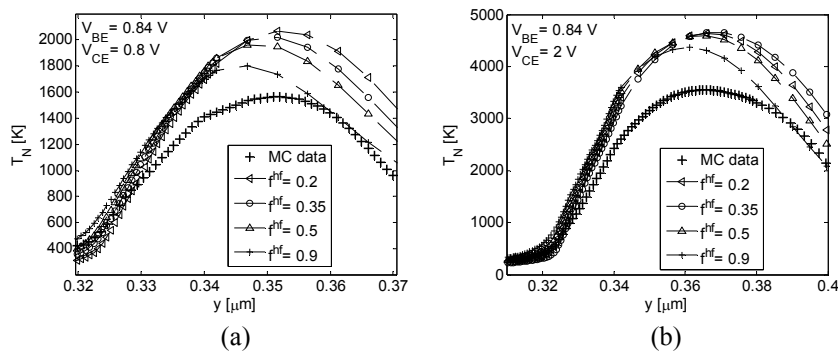 V_BE = 0.84 V
V_CE = 0.8 V
2000
1800
1600
1400
1200
1000
800
600
400
T_N [K]
MC data
f^hf = 0.2
f^hf = 0.35
f^hf = 0.5
f^hf = 0.9
0.32 0.33 0.34 0.35 0.36 0.37
y [μm]
(a)
V_BE = 0.84 V
V_CE = 2 V
5000
4000
3000
2000
1000
0
T_N [K]
MC data
f^hf = 0.2
f^hf = 0.35
f^hf = 0.5
f^hf = 0.9
0.32 0.34 0.36 0.38 0.4
y [μm]
(b)